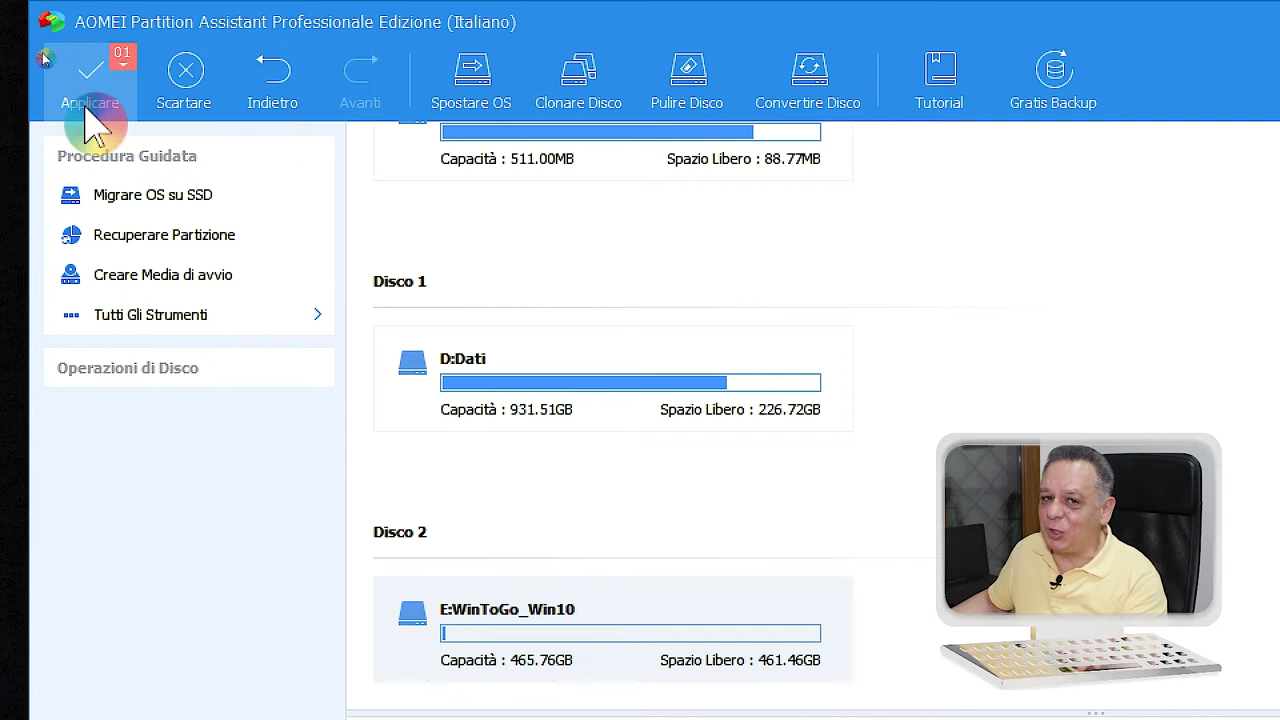 AOMEI Partition Assistant Professionale Edizione (Italiano)
01
Applicare
Scartare
Indietro
Avanti
Spostare OS
Clonare Disco
Pulire Disco
Convertire Disco
Tutorial
Gratis Backup
Procedura Guidata
Migrare OS su SSD
Recuperare Partizione
Creare Media di avvio
Tutti Gli Strumenti
Operazioni di Disco
Capacità : 511.00MB Spazio Libero : 88.77MB
Disco 1
D:Dati
Capacità : 931.51GB Spazio Libero : 226.72GB
Disco 2
E:WinToGo_Win10
Capacità : 465.76GB Spazio Libero : 461.46GB